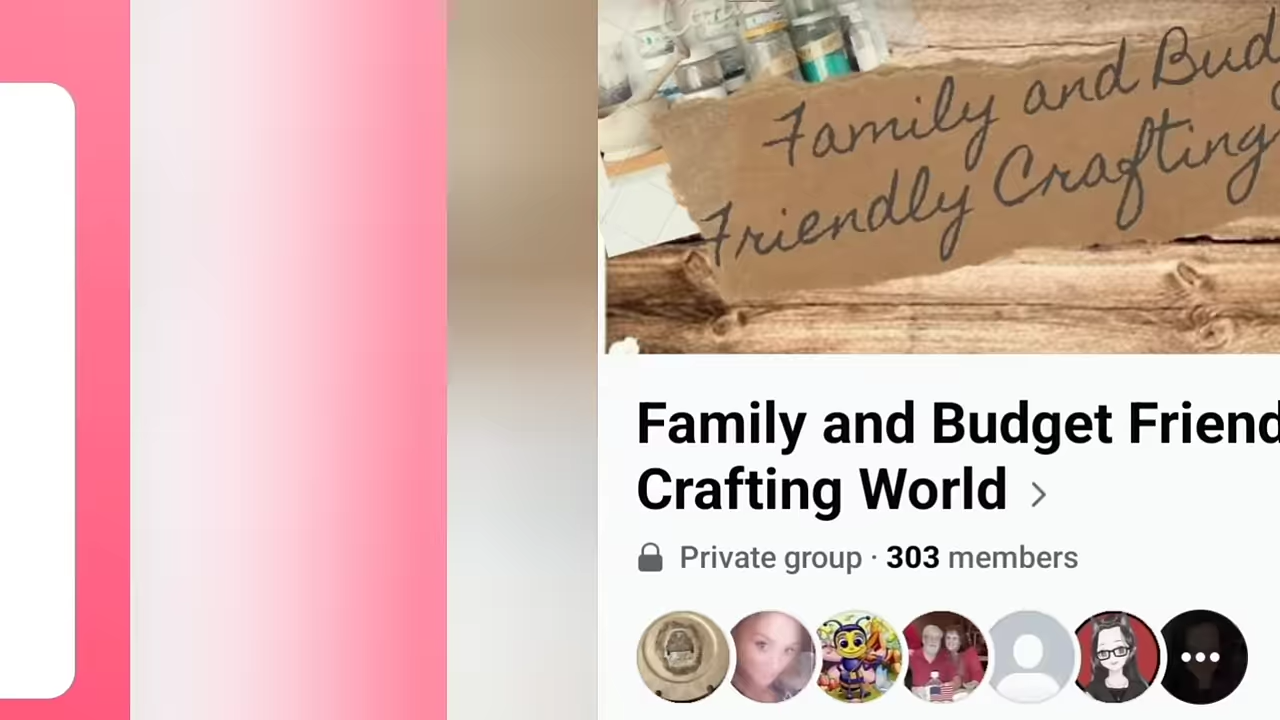 Family and Bud
Friendly Crafting
Family and Budget Friend
Crafting World
Private group · 303 members